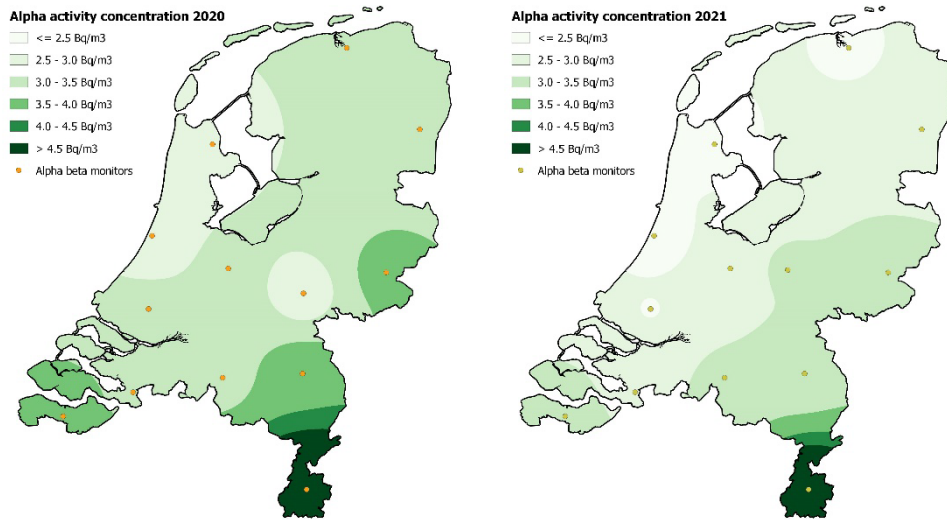 Alpha activity concentration 2020
<= 2.5 Bq/m3
2.5 - 3.0 Bq/m3
3.0 - 3.5 Bq/m3
3.5 - 4.0 Bq/m3
4.0 - 4.5 Bq/m3
> 4.5 Bq/m3
Alpha beta monitors
Alpha activity concentration 2021
<= 2.5 Bq/m3
2.5 - 3.0 Bq/m3
3.0 - 3.5 Bq/m3
3.5 - 4.0 Bq/m3
4.0 - 4.5 Bq/m3
> 4.5 Bq/m3
Alpha beta monitors